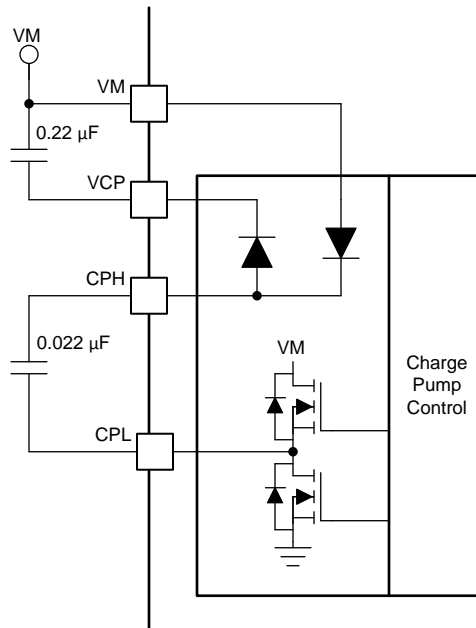 VM
VM
0.22 µF
VCP
CPH
0.022 µF
VM
CPL
Charge
Pump
Control